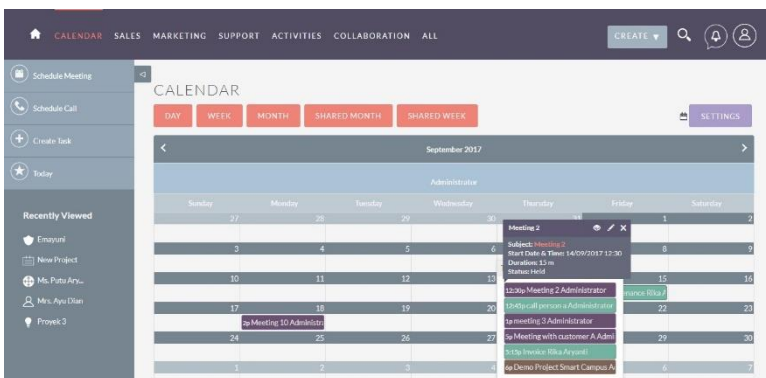 CALENDAR SALES MARKETING SUPPORT ACTIVITIES COLLABORATION ALL CREATE
Schedule Meeting
Schedule Call
Create Task
Today
Recently Viewed
Emayuni
New Project
Ms. Putu Ary...
Mrs. Ayu Dian
Proyek 3
CALENDAR
DAY WEEK MONTH SHARED MONTH SHARED WEEK SETTINGS
September 2017
Administrator
Sunday Monday Tuesday Wednesday Thursday Friday Saturday
27 28 29 30 31 1 2
Meeting 2
Subject: Meeting 2
Start Date & Time: 14/09/2017 12:30
Duration: 15 m
Status: Held
3 4 5 6 8 9
10 11 12 13 15 16
12:30p Meeting 2 Administrator
12:45p call person a Administrator
1p meeting 3 Administrator
5p Meeting with customer A Admi
5:15p Invoice Rika Aryanti
6p Demo Project Smart Campus A
nance Rika A
17 18 19 20 22 23
2p Meeting 10 Administr
24 25 26 27 29 30
1 2 3 4 6 7